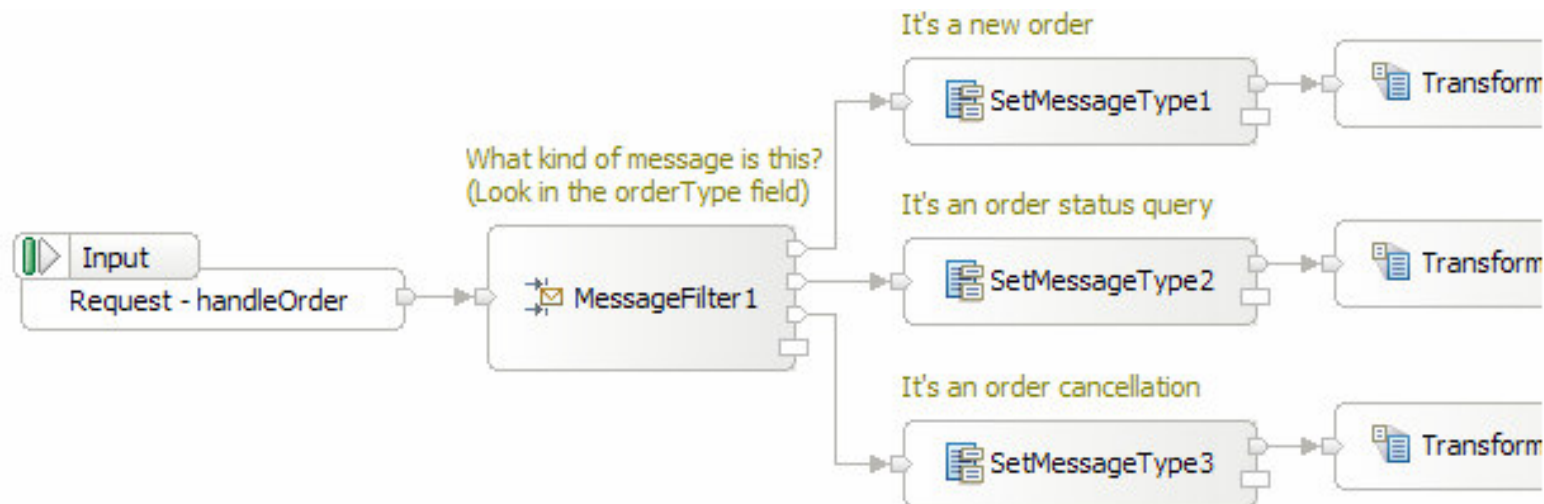 It's a new order
SetMessageType1
Transform
What kind of message is this?
(Look in the orderType field)
It's an order status query
Input
Request - handleOrder
MessageFilter1
SetMessageType2
Transform
It's an order cancellation
SetMessageType3
Transform